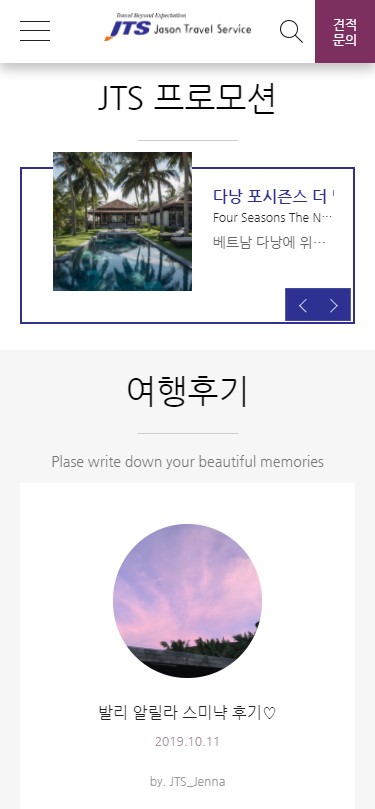 Travel Beyond Expectation
JTS Jason Travel Service
견적
문의
JTS 프로모션
다낭 포시즌스 더
Four Seasons The N...
베트남 다낭에 위...
여행후기
Plase write down your beautiful memories
발리 알릴라 스미냑 후기♡
2019.10.11
by. JTS_Jenna